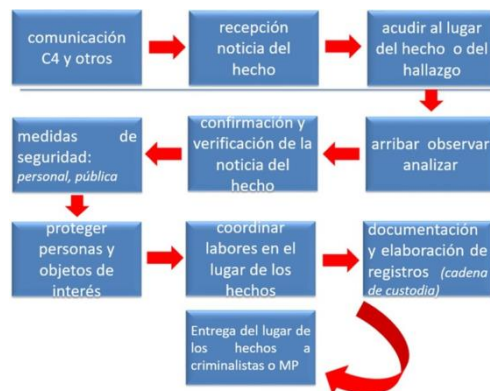 comunicación
C4 y otros
recepción
noticia del
hecho
acudir al lugar
del hecho o del
hallazgo
medidas de
seguridad:
personal, pública
confirmación y
verificación de la
noticia del
hecho
arribar observar
analizar
proteger
personas y
objetos de
interés
coordinar
labores en el
lugar de los
hechos
documentación
y elaboración de
registros (cadena
de custodia)
Entrega del lugar de
los hechos a
criminalistas o MP